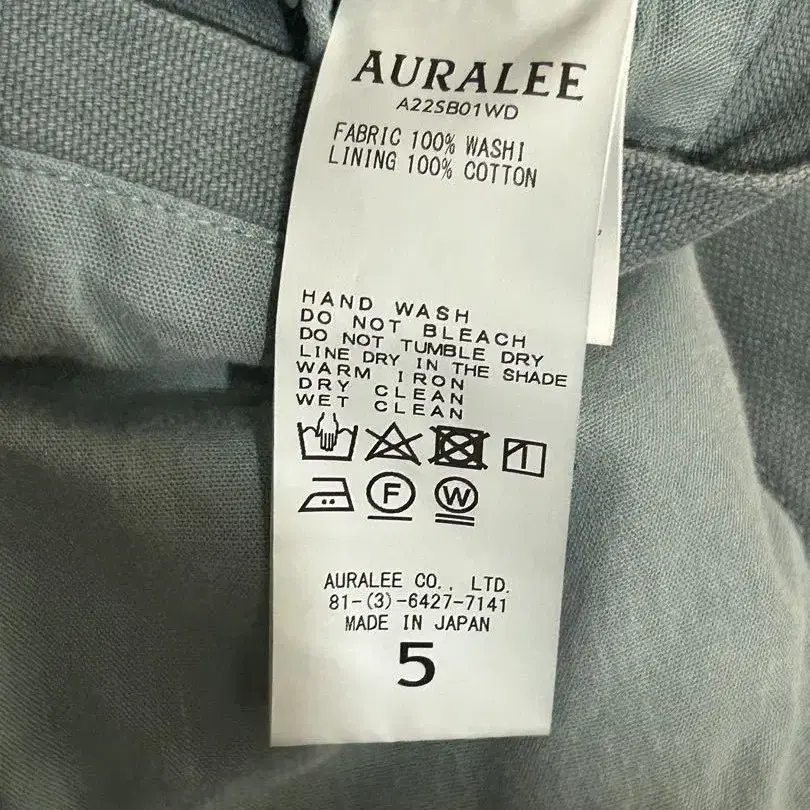 AURALEE
A22SB01WD
FABRIC 100% WASHI
LINING 100% COTTON
HAND WASH
DO NOT BLEACH
DO NOT TUMBLE DRY
LINE DRY IN THE SHADE
WARM IRON
DRY CLEAN
WET CLEAN
F W
AURALEE CO., LTD.
81-(3)-6427-7141
MADE IN JAPAN
5